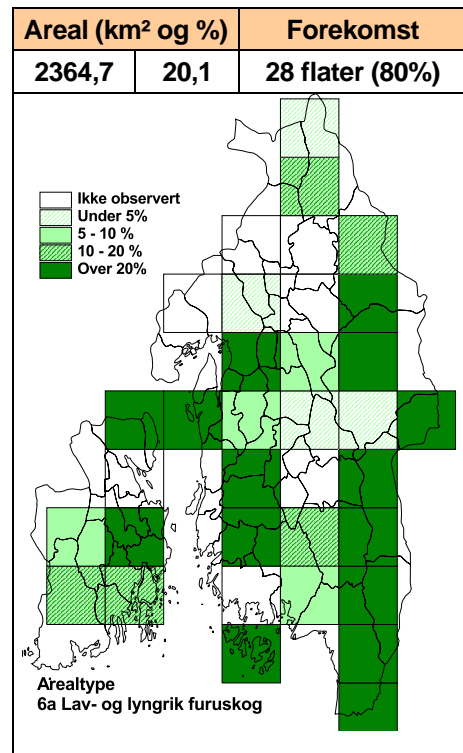 Areal (km² og %) Forekomst
2364,7 20,1 28 flater (80%)
Ikke observert
Under 5%
5 - 10 %
10 - 20 %
Over 20%
Arealtype
6a Lav- og lyngrik furuskog